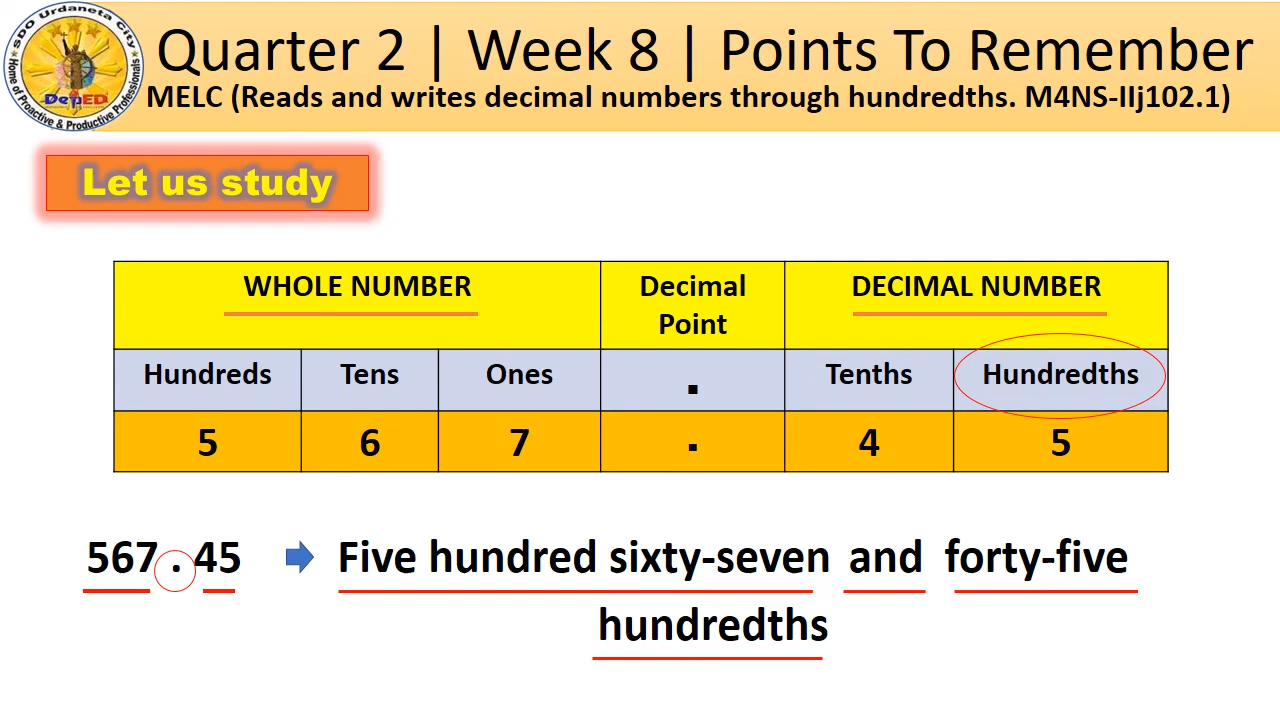 SDO Urdaneta City
Home of Proactive & Productive Professionals
DepED
Quarter 2 | Week 8 | Points To Remember
MELC (Reads and writes decimal numbers through hundredths. M4NS-IIj102.1)
Let us study
WHOLE NUMBER Decimal Point DECIMAL NUMBER
Hundreds Tens Ones . Tenths Hundredths
5 6 7 . 4 5
567 . 45 Five hundred sixty-seven and forty-five
hundredths